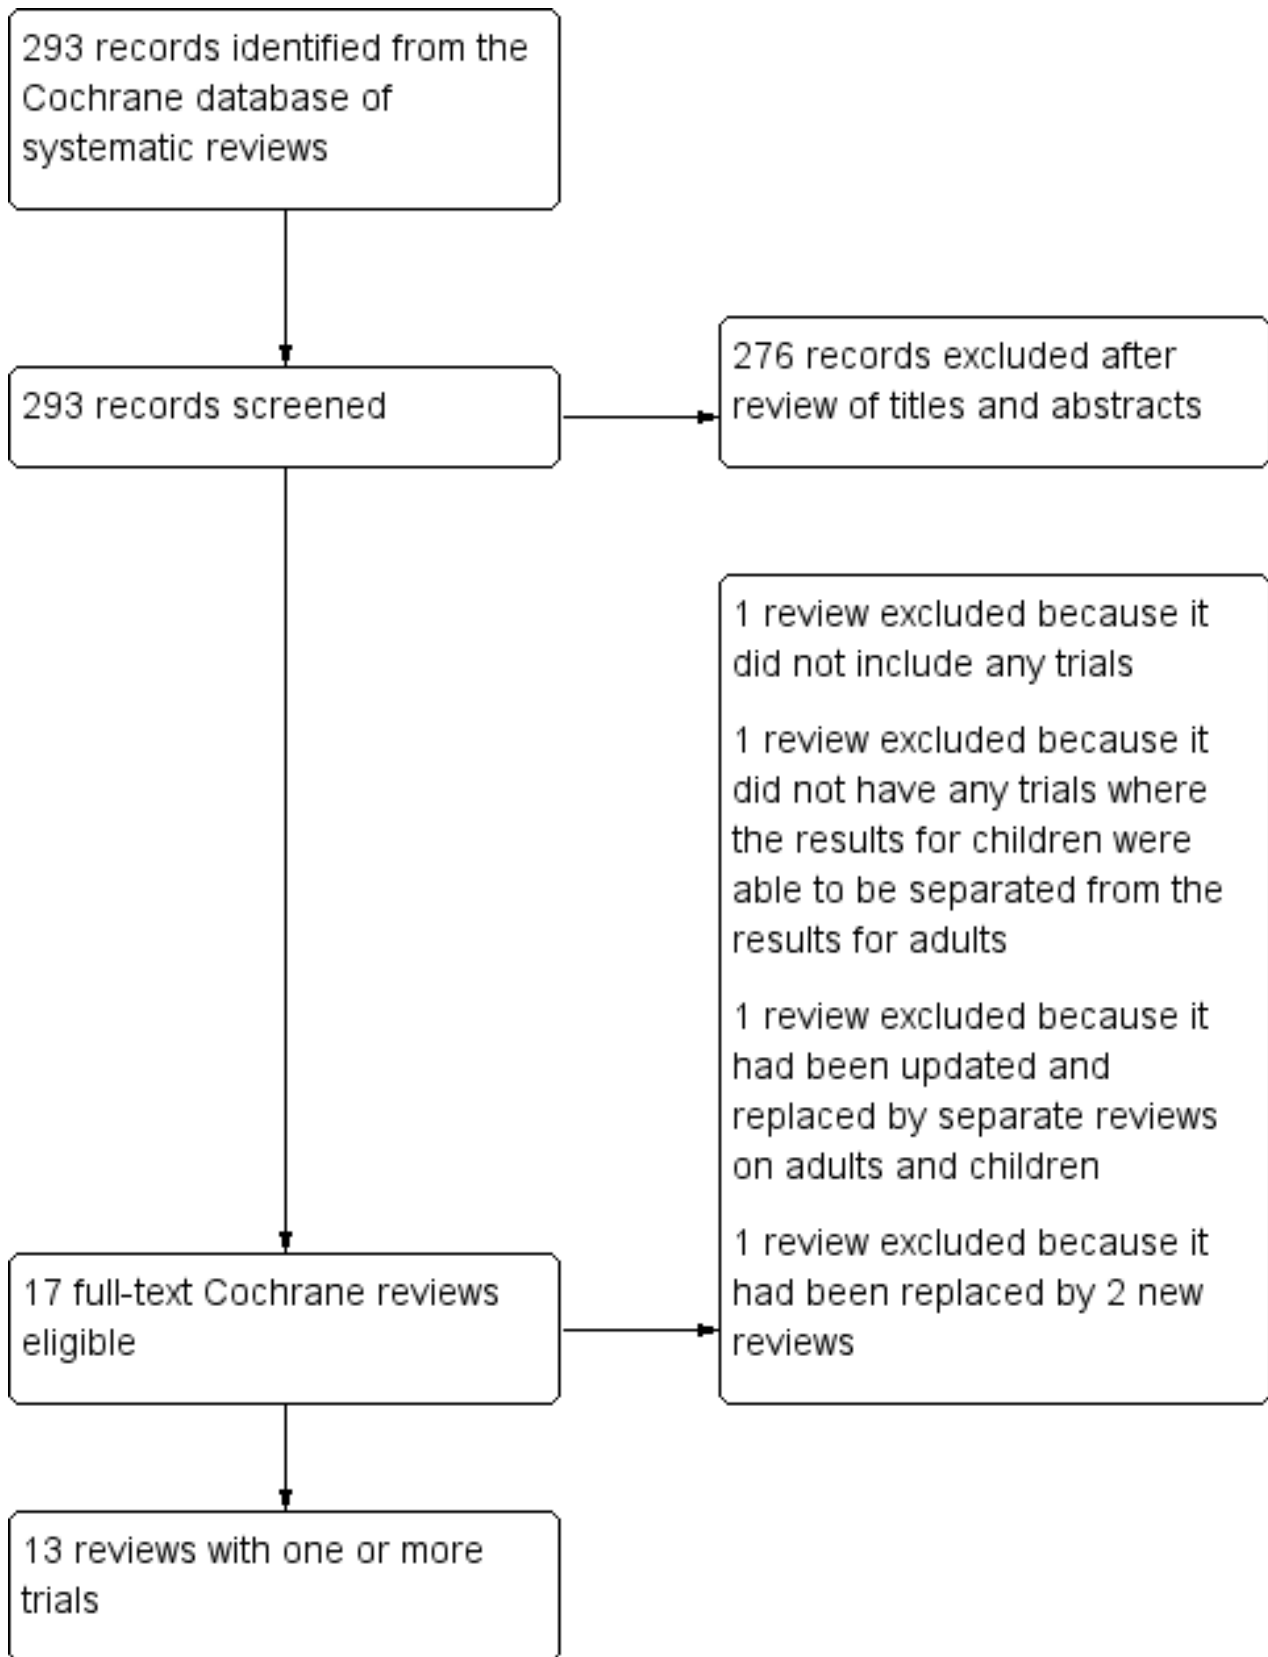 293 records identified from the
Cochrane database of
systematic reviews
293 records screened
276 records excluded after
review of titles and abstracts
1 review excluded because it
did not include any trials
1 review excluded because it
did not have any trials where
the results for children were
able to be separated from the
results for adults
1 review excluded because it
had been updated and
replaced by separate reviews
on adults and children
1 review excluded because it
had been replaced by 2 new
reviews
17 full-text Cochrane reviews
eligible
13 reviews with one or more
trials